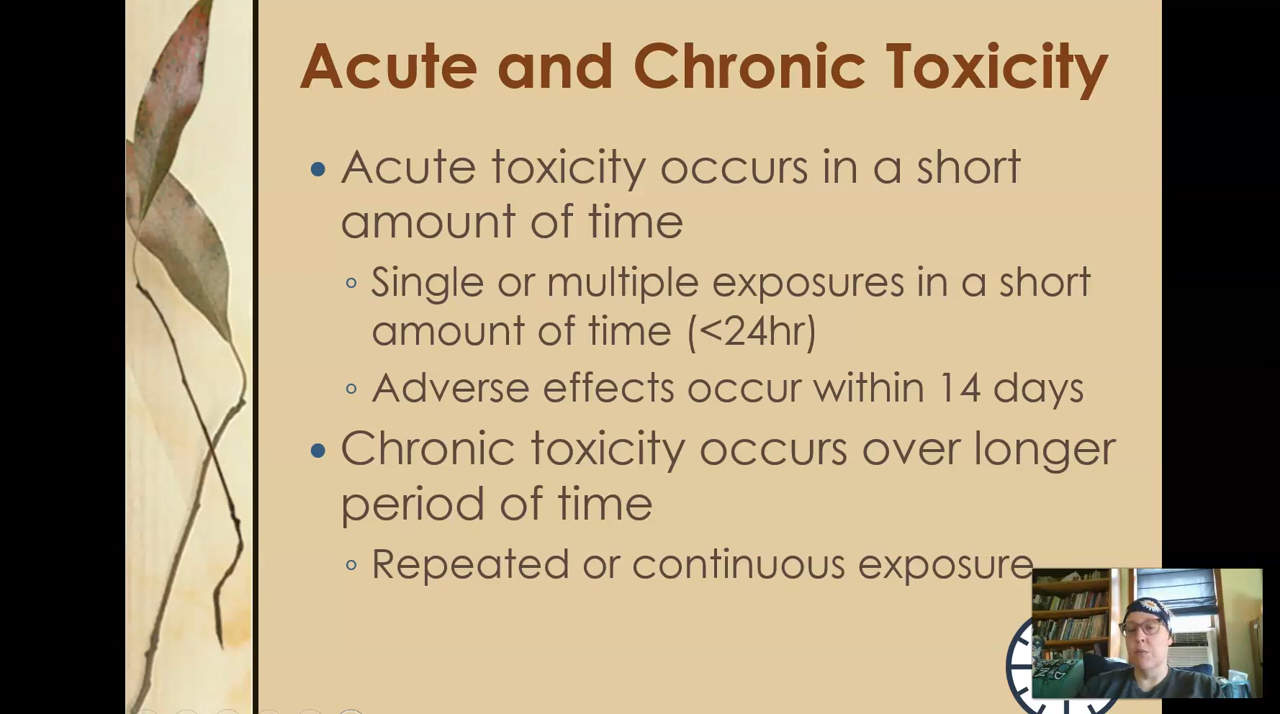 Acute and Chronic Toxicity
• Acute toxicity occurs in a short
amount of time
◦ Single or multiple exposures in a short
amount of time (<24hr)
◦ Adverse effects occur within 14 days
• Chronic toxicity occurs over longer
period of time
◦ Repeated or continuous exposure